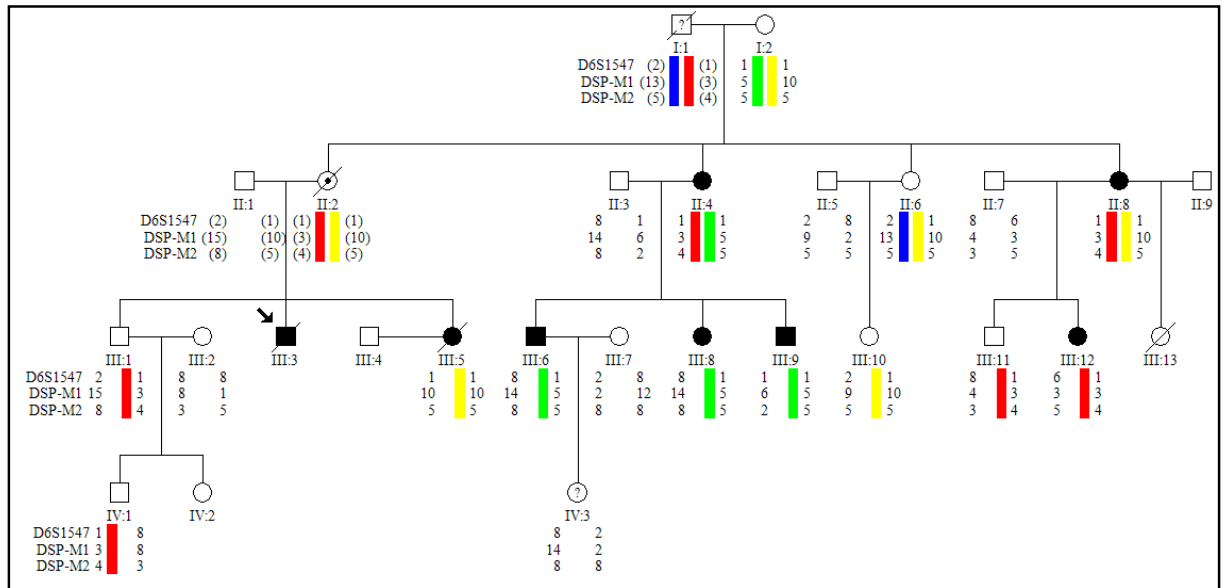 ?
I:1 I:2
D6S1547 (2) (1) 1 1
DSP-M1 (13) (3) 5 10
DSP-M2 (5) (4) 5 5
II:1 II:2 II:3 II:4 II:5 II:6 II:7 II:8 II:9
D6S1547 (2) (1) (1) (1) 8 1 1 1 2 8 2 1 8 6 1 1
DSP-M1 (15) (10) (3) (10) 14 6 3 5 9 2 13 10 4 3 3 10
DSP-M2 (8) (5) (4) (5) 8 2 4 5 5 5 5 5 3 5 4 5
III:1 III:2 III:3 III:4 III:5 III:6 III:7 III:8 III:9 III:10 III:11 III:12 III:13
D6S1547 2 1 8 8 1 1 8 1 2 8 8 1 1 1 2 1 8 1 6 1
DSP-M1 15 3 8 1 10 10 14 5 2 12 14 5 6 5 9 10 4 3 3 3
DSP-M2 8 4 3 5 5 5 8 5 8 8 8 5 2 5 5 5 3 4 5 4
?
IV:1 IV:2 IV:3
D6S1547 1 8 8 2
DSP-M1 3 8 14 2
DSP-M2 4 3 8 8